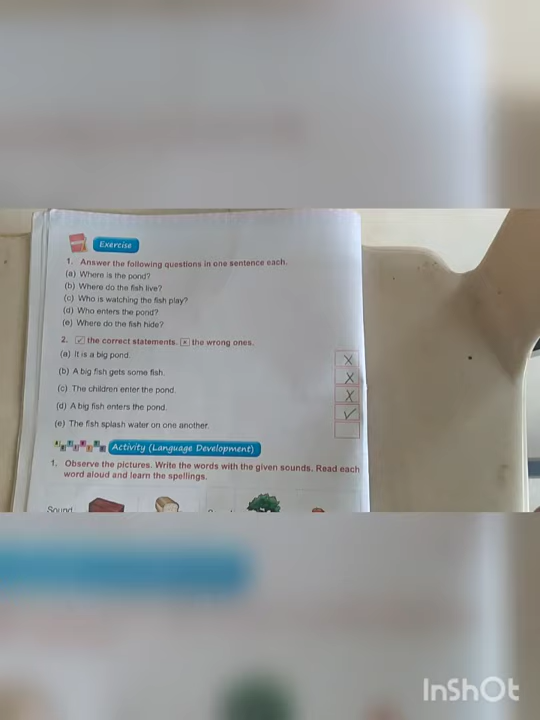 Exercise
1. Answer the following questions in one sentence each.
(a) Where is the pond?
(b) Where do the fish live?
(c) Who is watching the fish play?
(d) Who enters the pond?
(e) Where do the fish hide?
2. ✓ the correct statements. × the wrong ones.
(a) It is a big pond. X
(b) A big fish gets some fish. X
(c) The children enter the pond. X
(d) A big fish enters the pond. ✓
(e) The fish splash water on one another.
Activity (Language Development)
1. Observe the pictures. Write the words with the given sounds. Read each
word aloud and learn the spellings.
Sound
InShOt